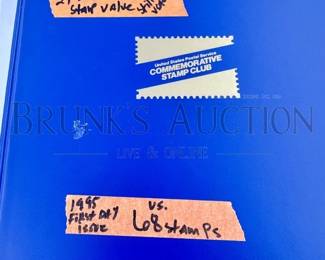 STAMP VALUE
United States Postal Service
COMMEMORATIVE
STAMP CLUB
BRUNK'S AUCTION
LIVE & ONLINE
1995
FIRST DAY
ISSUE
U.S.
68 STAMPS